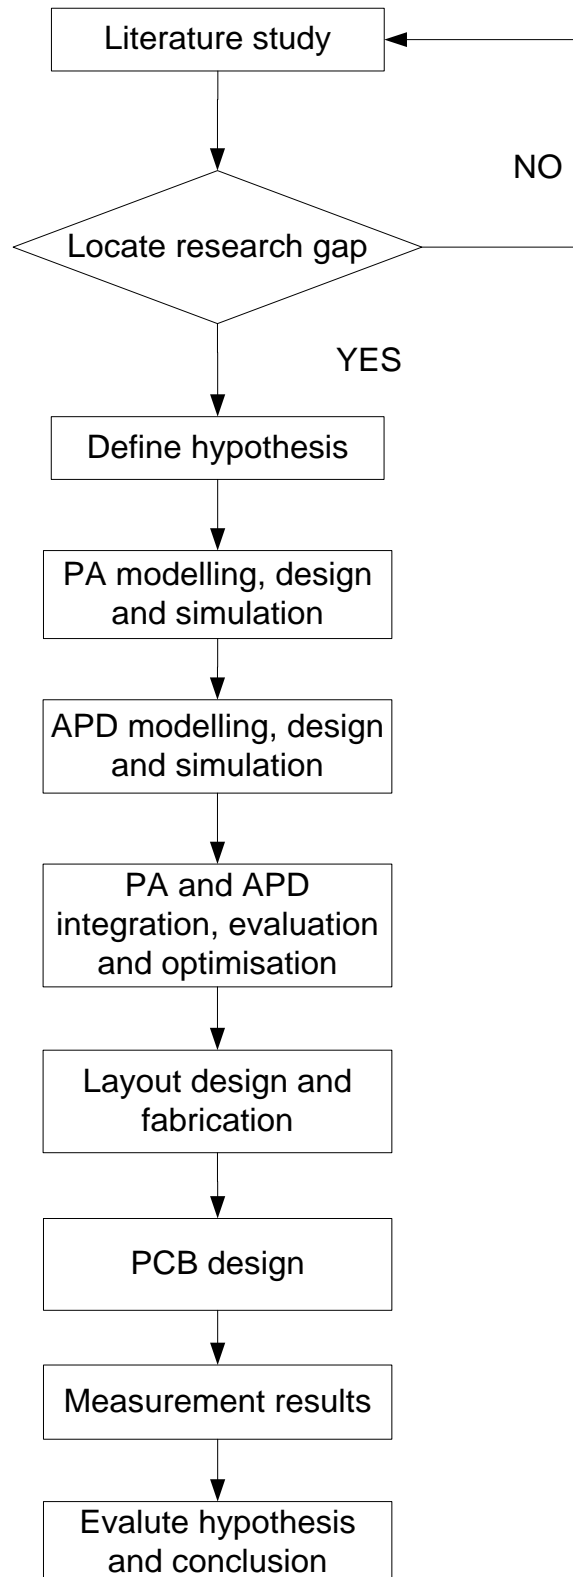 Literature study
NO
Locate research gap
YES
Define hypothesis
PA modelling, design
and simulation
APD modelling, design
and simulation
PA and APD
integration, evaluation
and optimisation
Layout design and
fabrication
PCB design
Measurement results
Evalute hypothesis
and conclusion